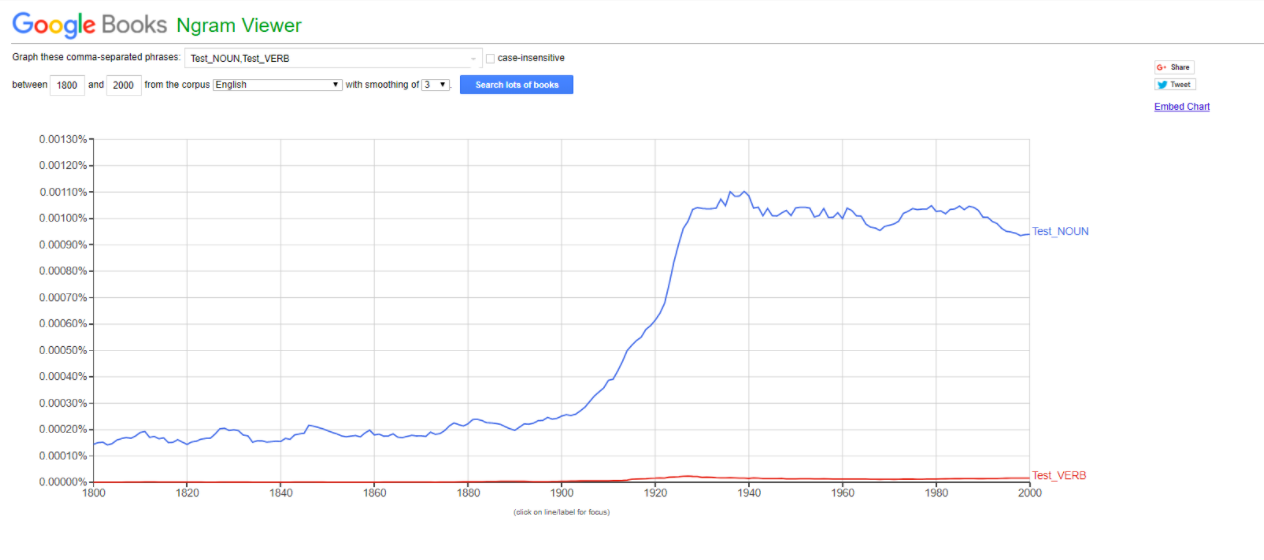 Google Books Ngram Viewer
Graph these comma-separated phrases: Test_NOUN,Test_VERB case-insensitive
between 1800 and 2000 from the corpus English with smoothing of 3 . Search lots of books
G+ Share
Tweet
Embed Chart
0.00130%
0.00120%
0.00110%
0.00100%
0.00090%
0.00080%
0.00070%
0.00060%
0.00050%
0.00040%
0.00030%
0.00020%
0.00010%
0.00000%
Test_NOUN
Test_VERB
1800 1820 1840 1860 1880 1900 1920 1940 1960 1980 2000
(click on line/label for focus)